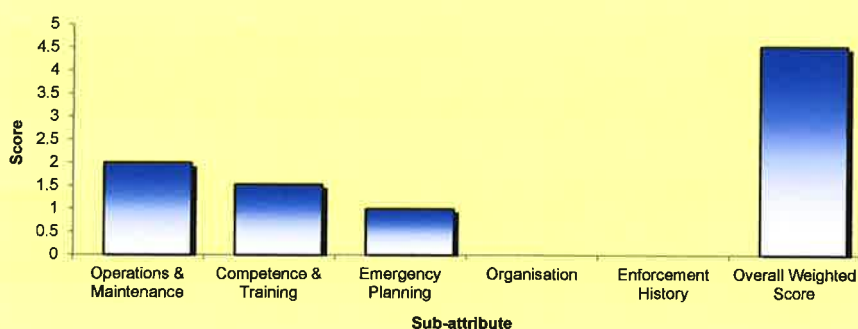 5
4.5
4
3.5
3
2.5
2
1.5
1
0.5
0
Score
Operations &
Maintenance
Competence &
Training
Emergency
Planning
Organisation
Enforcement
History
Overall Weighted
Score
Sub-attribute